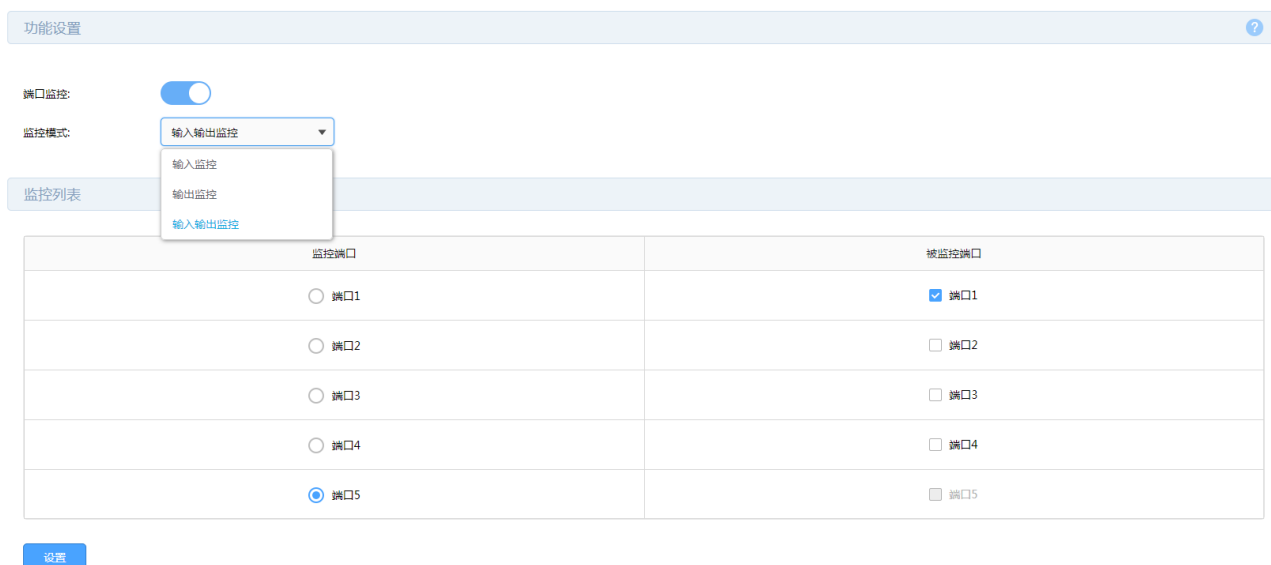 功能设置
?
端口监控:
监控模式: 输入输出监控
输入监控
输出监控
输入输出监控
监控列表
监控端口 被监控端口
端口1 端口1
端口2 端口2
端口3 端口3
端口4 端口4
端口5 端口5
设置